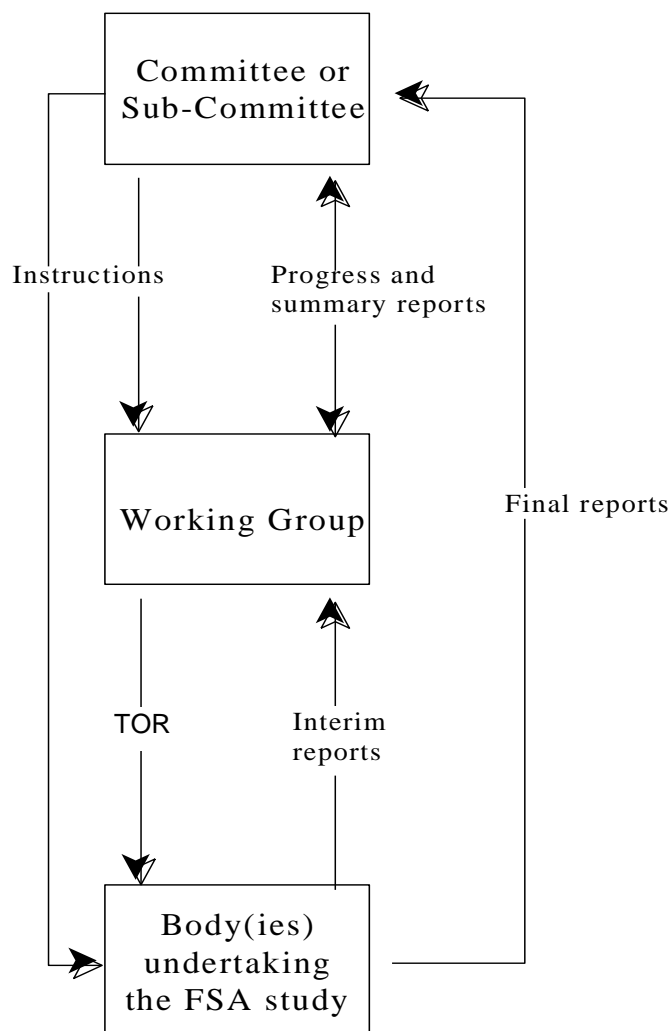 Committee or
Sub-Committee
Instructions
Progress and
summary reports
Working Group
Final reports
TOR
Interim
reports
Body(ies)
undertaking
the FSA study